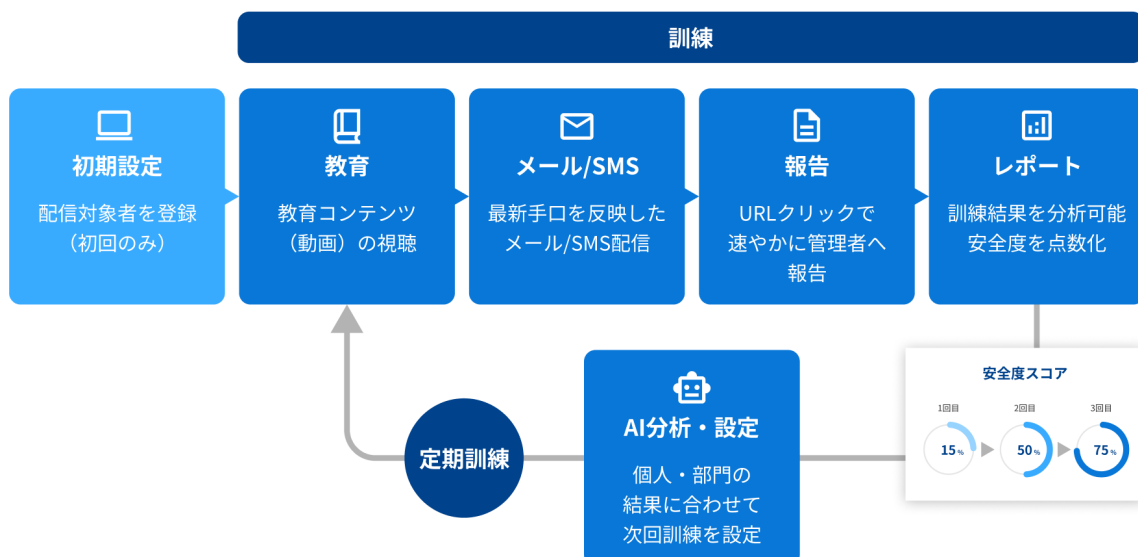 訓練
初期設定
配信対象者を登録
（初回のみ）
教育
教育コンテンツ
（動画）の視聴
メール/SMS
最新手口を反映した
メール/SMS配信
報告
URLクリックで
速やかに管理者へ
報告
レポート
訓練結果を分析可能
安全度を点数化
安全度スコア
1回目
2回目
3回目
15%
50%
75%
AI分析・設定
個人・部門の
結果に合わせて
次回訓練を設定
定期訓練